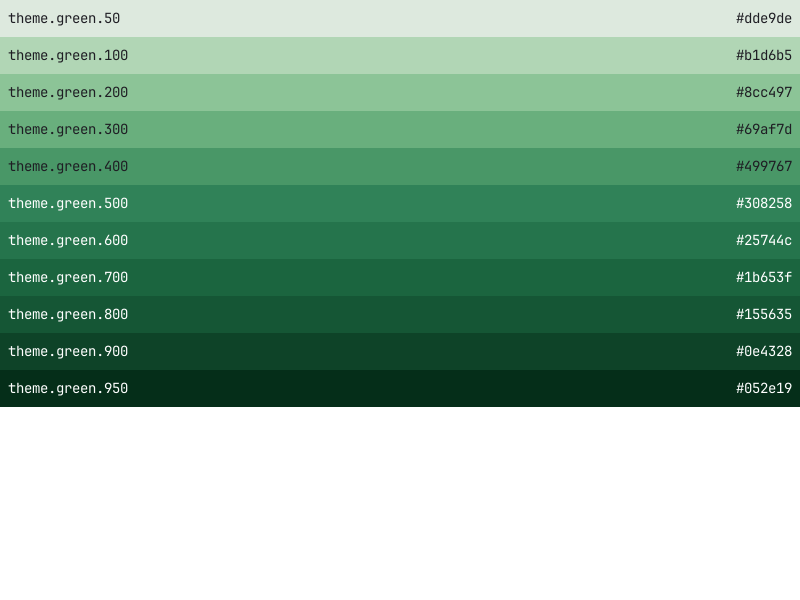 theme.green.50 #dde9de
theme.green.100 #b1d6b5
theme.green.200 #8cc497
theme.green.300 #69af7d
theme.green.400 #499767
theme.green.500 #308258
theme.green.600 #25744c
theme.green.700 #1b653f
theme.green.800 #155635
theme.green.900 #0e4328
theme.green.950 #052e19